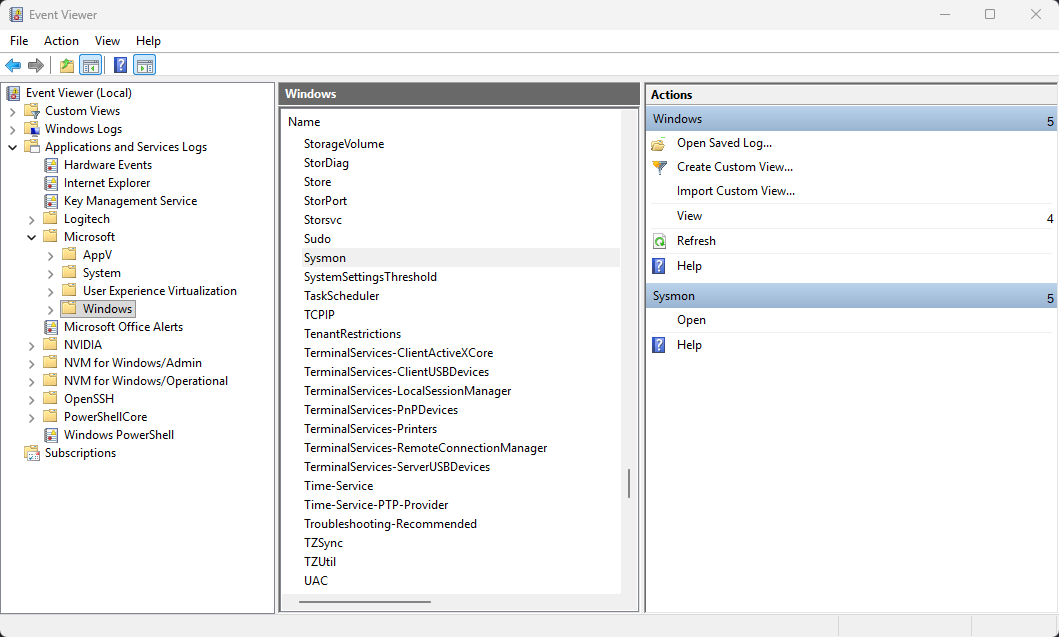 Event Viewer
File Action View Help
Event Viewer (Local)
Custom Views
Windows Logs
Applications and Services Logs
Hardware Events
Internet Explorer
Key Management Service
Logitech
Microsoft
AppV
System
User Experience Virtualization
Windows
Microsoft Office Alerts
NVIDIA
NVM for Windows/Admin
NVM for Windows/Operational
OpenSSH
PowerShellCore
Windows PowerShell
Subscriptions
Windows
Name
StorageVolume
StorDiag
Store
StorPort
Storsvc
Sudo
Sysmon
SystemSettingsThreshold
TaskScheduler
TCPIP
TenantRestrictions
TerminalServices-ClientActiveXCore
TerminalServices-ClientUSBDevices
TerminalServices-LocalSessionManager
TerminalServices-PnPDevices
TerminalServices-Printers
TerminalServices-RemoteConnectionManager
TerminalServices-ServerUSBDevices
Time-Service
Time-Service-PTP-Provider
Troubleshooting-Recommended
TZSync
TZUtil
UAC
Actions
Windows 5
Open Saved Log...
Create Custom View...
Import Custom View...
View 4
Refresh
Help
Sysmon 5
Open
Help